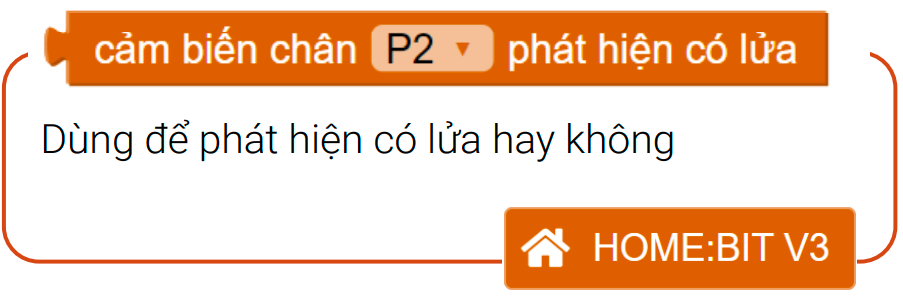 cảm biến chân P2 phát hiện có lửa
Dùng để phát hiện có lửa hay không
HOME:BIT V3